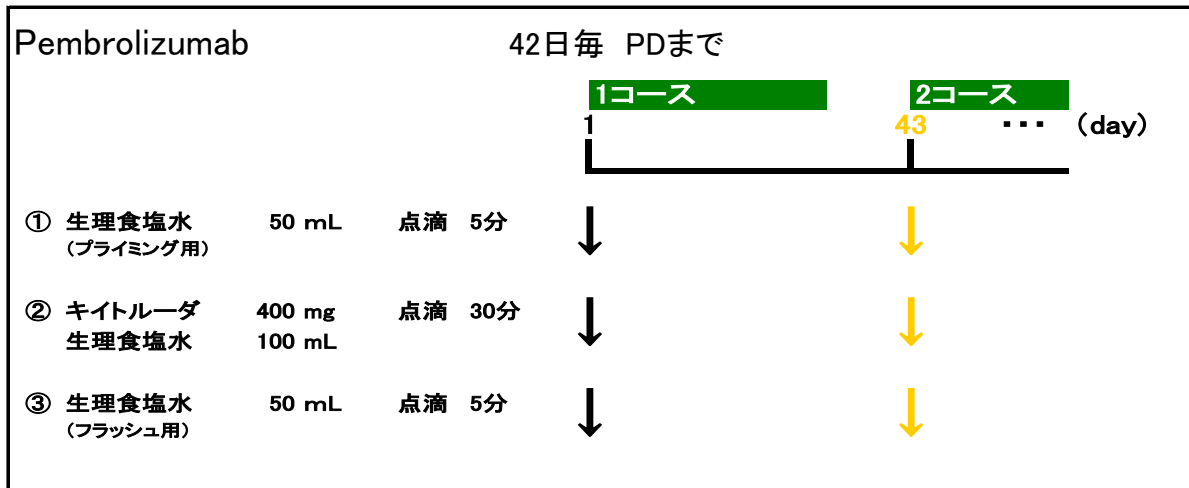 Pembrolizumab 42日毎 PDまで
1コース 2コース
1 43 ・・・ (day)
① 生理食塩水 50 mL 点滴 5分
(プライミング用)
② キイトルーダ 400 mg 点滴 30分
生理食塩水 100 mL
③ 生理食塩水 50 mL 点滴 5分
(フラッシュ用)